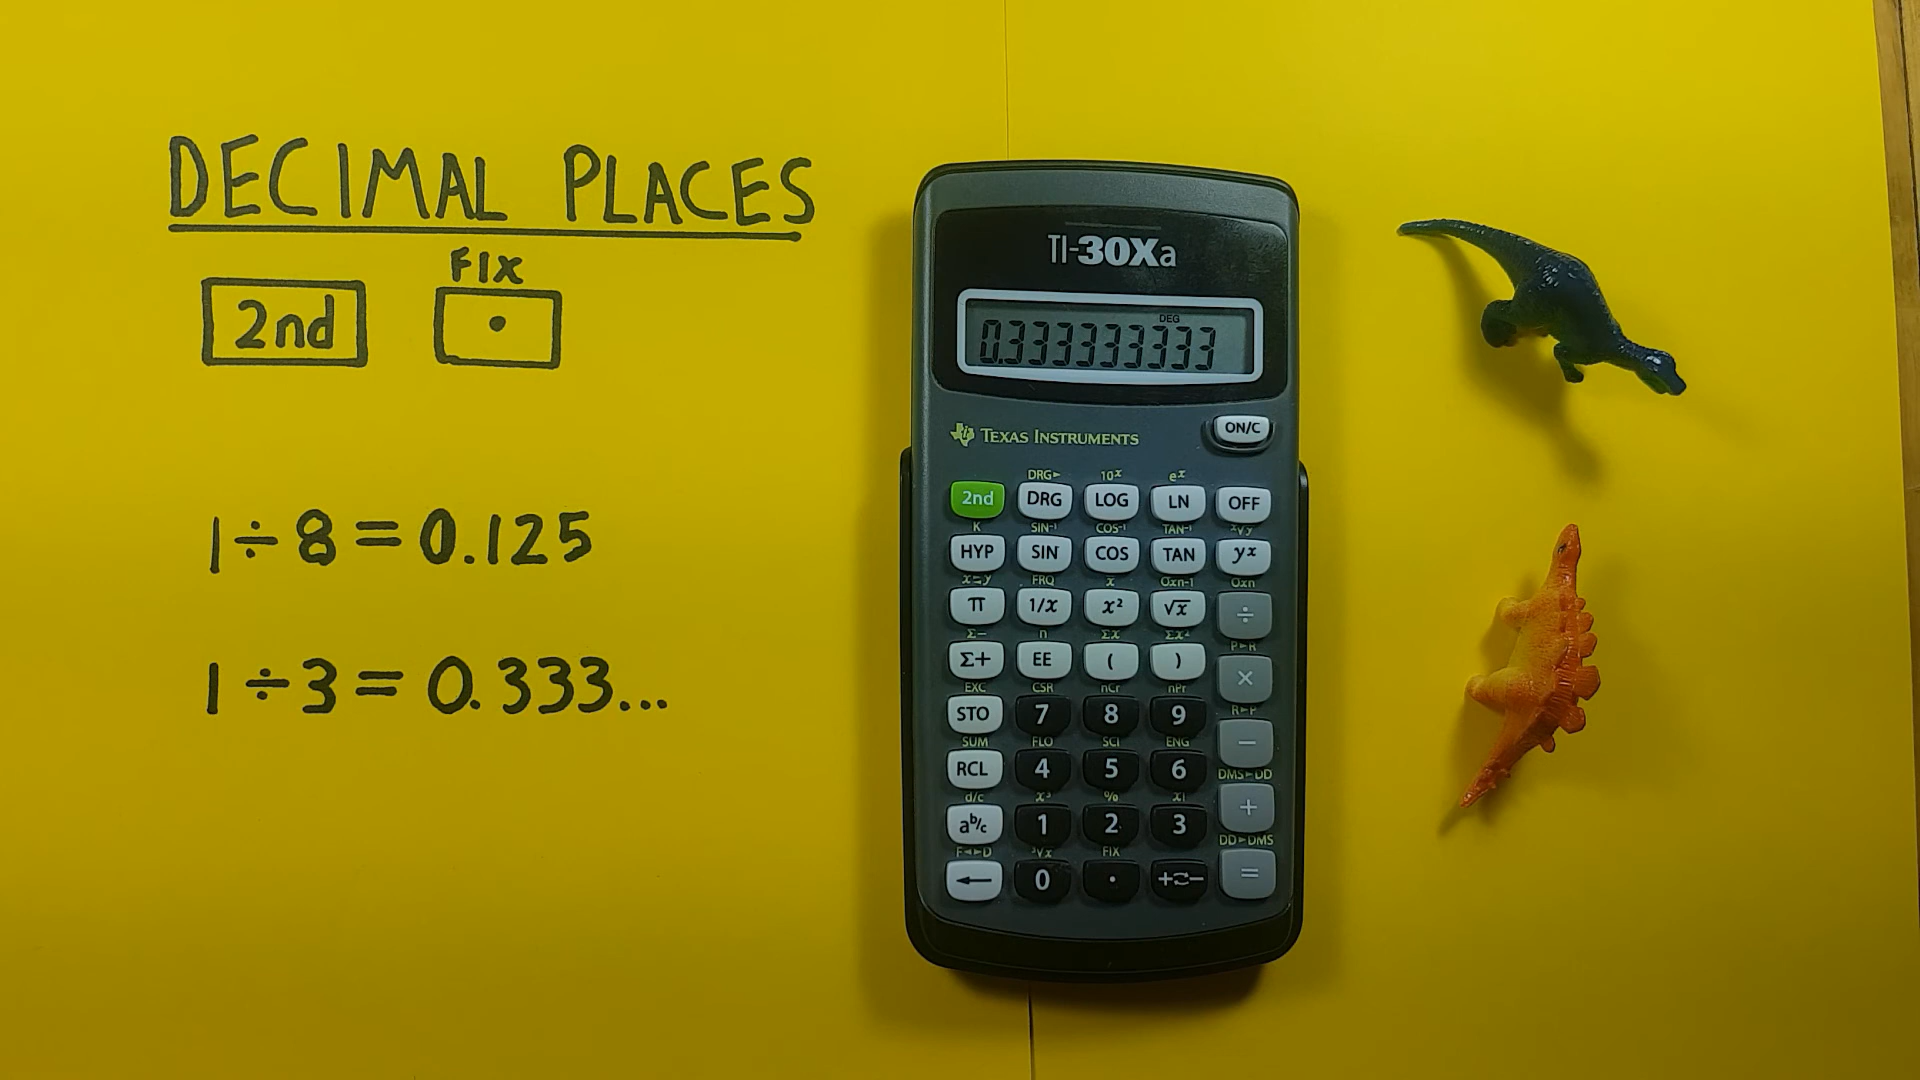 DECIMAL PLACES
FIX
2nd •
1÷8=0.125
1÷3=0.333...
TI-30Xa
DEG
0.333333333
TEXAS INSTRUMENTS
ON/C
DRG► 10ˣ eˣ
2nd DRG LOG LN OFF
K SIN⁻¹ COS⁻¹ TAN⁻¹ ˣ√y
HYP SIN COS TAN yˣ
FRQ x̄ σxn-1 σxn
π 1/x x² √x ÷
Σ− n Σx Σx² P►R
Σ+ EE ( ) ×
EXC CSR nCr nPr R►P
STO 7 8 9 −
SUM FLO SCI ENG DMS►DD
RCL 4 5 6 +
d/c x³ % x! DD►DMS
aᵇ/c 1 2 3 =
F◄►D ³√x FIX
← 0 • +⇄−